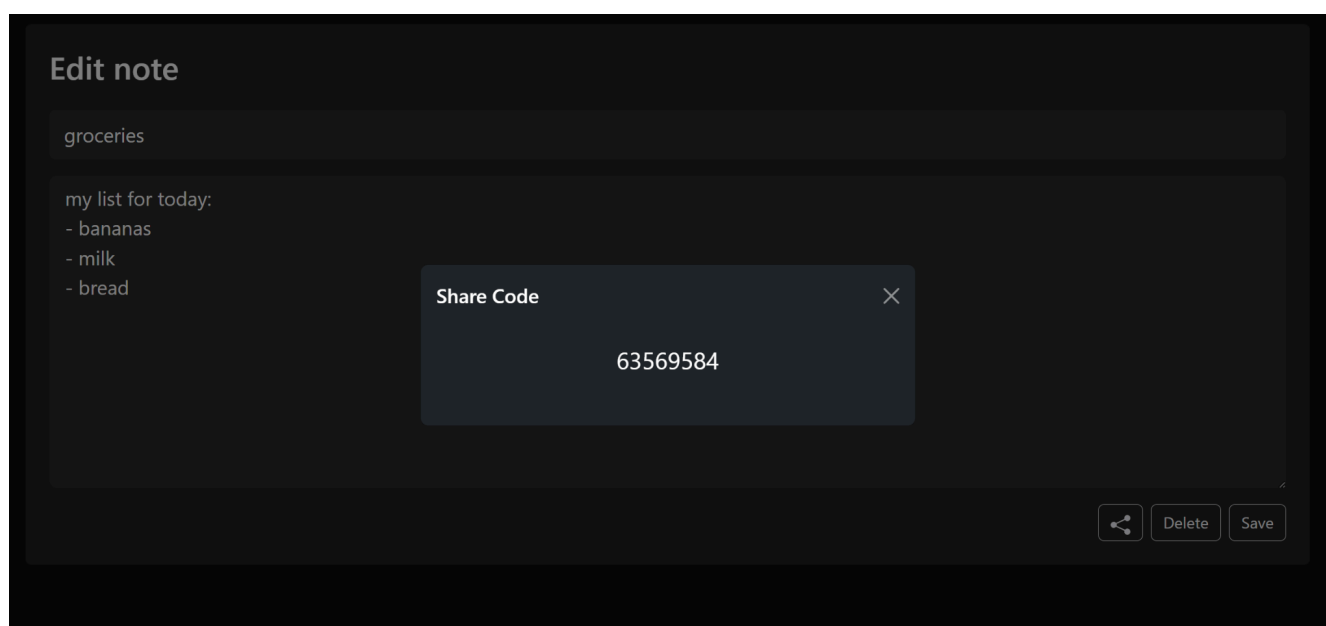 Edit note
groceries
my list for today:
- bananas
- milk
- bread
Share Code
63569584
Delete
Save